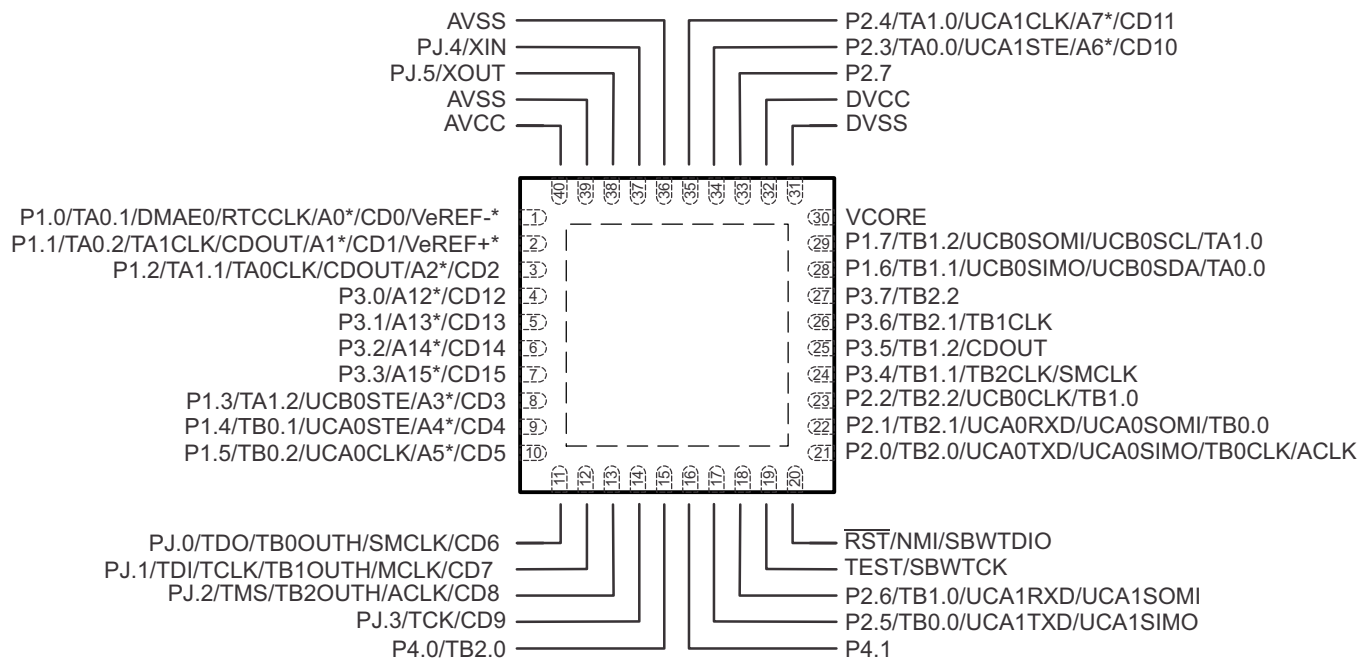 AVSS
PJ.4/XIN
PJ.5/XOUT
AVSS
AVCC
P2.4/TA1.0/UCA1CLK/A7*/CD11
P2.3/TA0.0/UCA1STE/A6*/CD10
P2.7
DVCC
DVSS
40 39 38 37 36 35 34 33 32 31
P1.0/TA0.1/DMAE0/RTCCLK/A0*/CD0/VeREF-* 1
P1.1/TA0.2/TA1CLK/CDOUT/A1*/CD1/VeREF+* 2
P1.2/TA1.1/TA0CLK/CDOUT/A2*/CD2 3
P3.0/A12*/CD12 4
P3.1/A13*/CD13 5
P3.2/A14*/CD14 6
P3.3/A15*/CD15 7
P1.3/TA1.2/UCB0STE/A3*/CD3 8
P1.4/TB0.1/UCA0STE/A4*/CD4 9
P1.5/TB0.2/UCA0CLK/A5*/CD5 10
30 VCORE
29 P1.7/TB1.2/UCB0SOMI/UCB0SCL/TA1.0
28 P1.6/TB1.1/UCB0SIMO/UCB0SDA/TA0.0
27 P3.7/TB2.2
26 P3.6/TB2.1/TB1CLK
25 P3.5/TB1.2/CDOUT
24 P3.4/TB1.1/TB2CLK/SMCLK
23 P2.2/TB2.2/UCB0CLK/TB1.0
22 P2.1/TB2.1/UCA0RXD/UCA0SOMI/TB0.0
21 P2.0/TB2.0/UCA0TXD/UCA0SIMO/TB0CLK/ACLK
11 12 13 14 15 16 17 18 19 20
PJ.0/TDO/TB0OUTH/SMCLK/CD6
PJ.1/TDI/TCLK/TB1OUTH/MCLK/CD7
PJ.2/TMS/TB2OUTH/ACLK/CD8
PJ.3/TCK/CD9
P4.0/TB2.0
RST/NMI/SBWTDIO
TEST/SBWTCK
P2.6/TB1.0/UCA1RXD/UCA1SOMI
P2.5/TB0.0/UCA1TXD/UCA1SIMO
P4.1